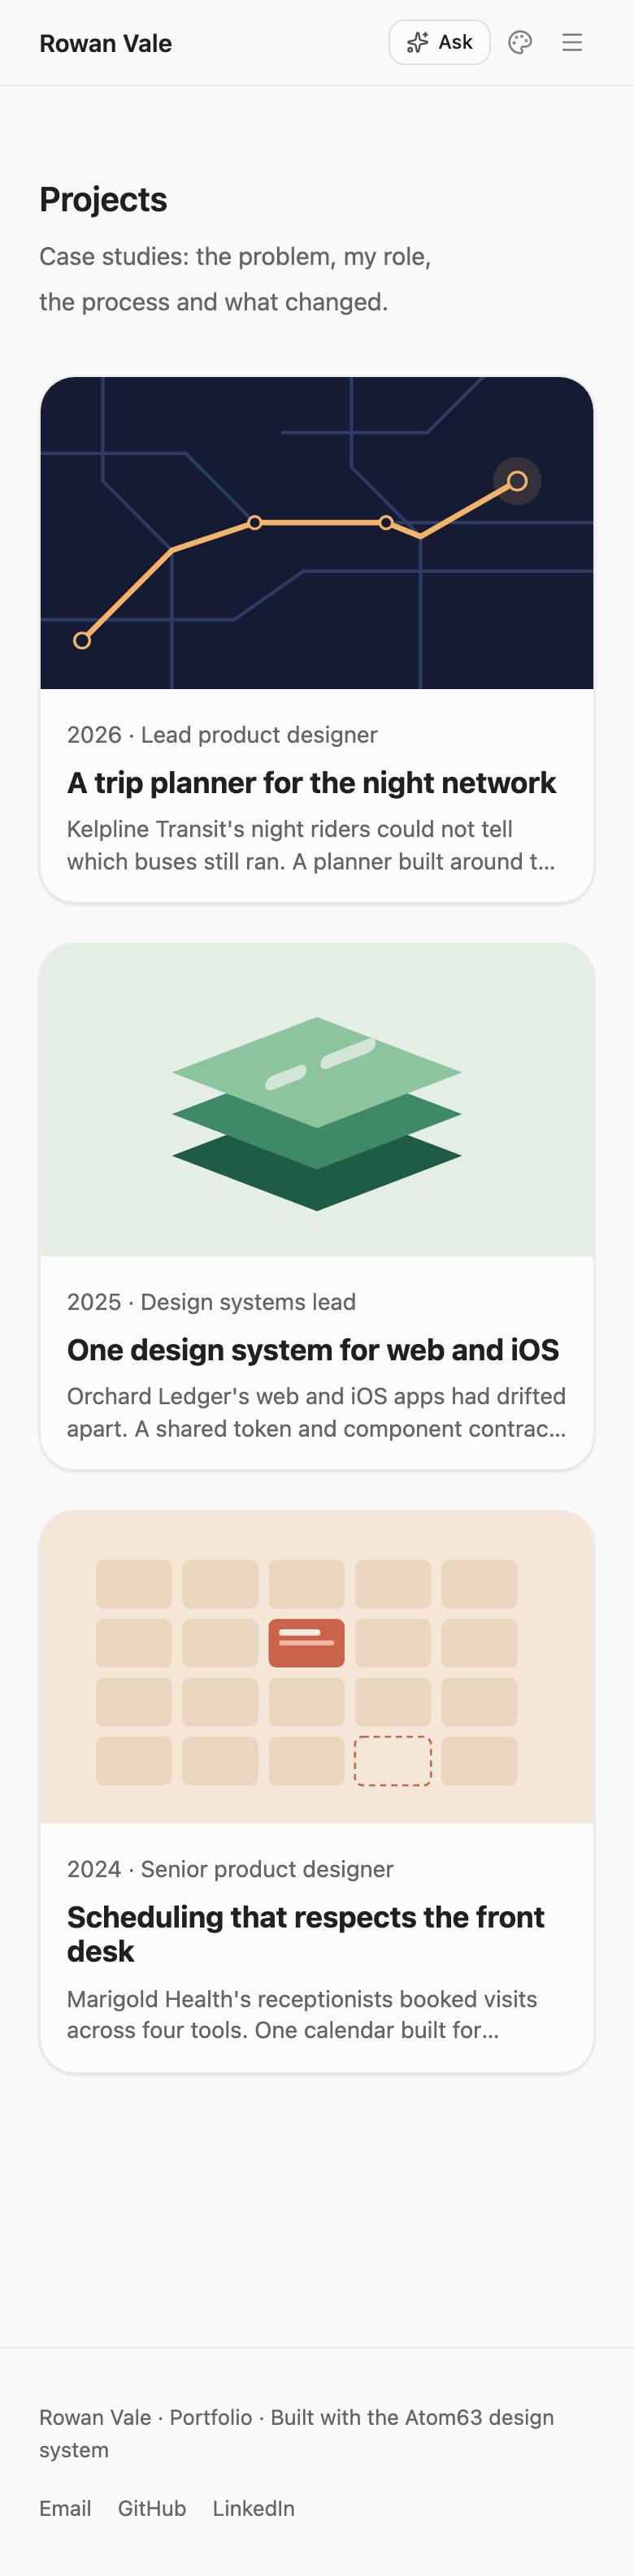 Rowan Vale
Ask
Projects
Case studies: the problem, my role,
the process and what changed.
2026 · Lead product designer
A trip planner for the night network
Kelpline Transit's night riders could not tell
which buses still ran. A planner built around t...
2025 · Design systems lead
One design system for web and iOS
Orchard Ledger's web and iOS apps had drifted
apart. A shared token and component contrac...
2024 · Senior product designer
Scheduling that respects the front
desk
Marigold Health's receptionists booked visits
across four tools. One calendar built for...
Rowan Vale · Portfolio · Built with the Atom63 design
system
Email GitHub LinkedIn